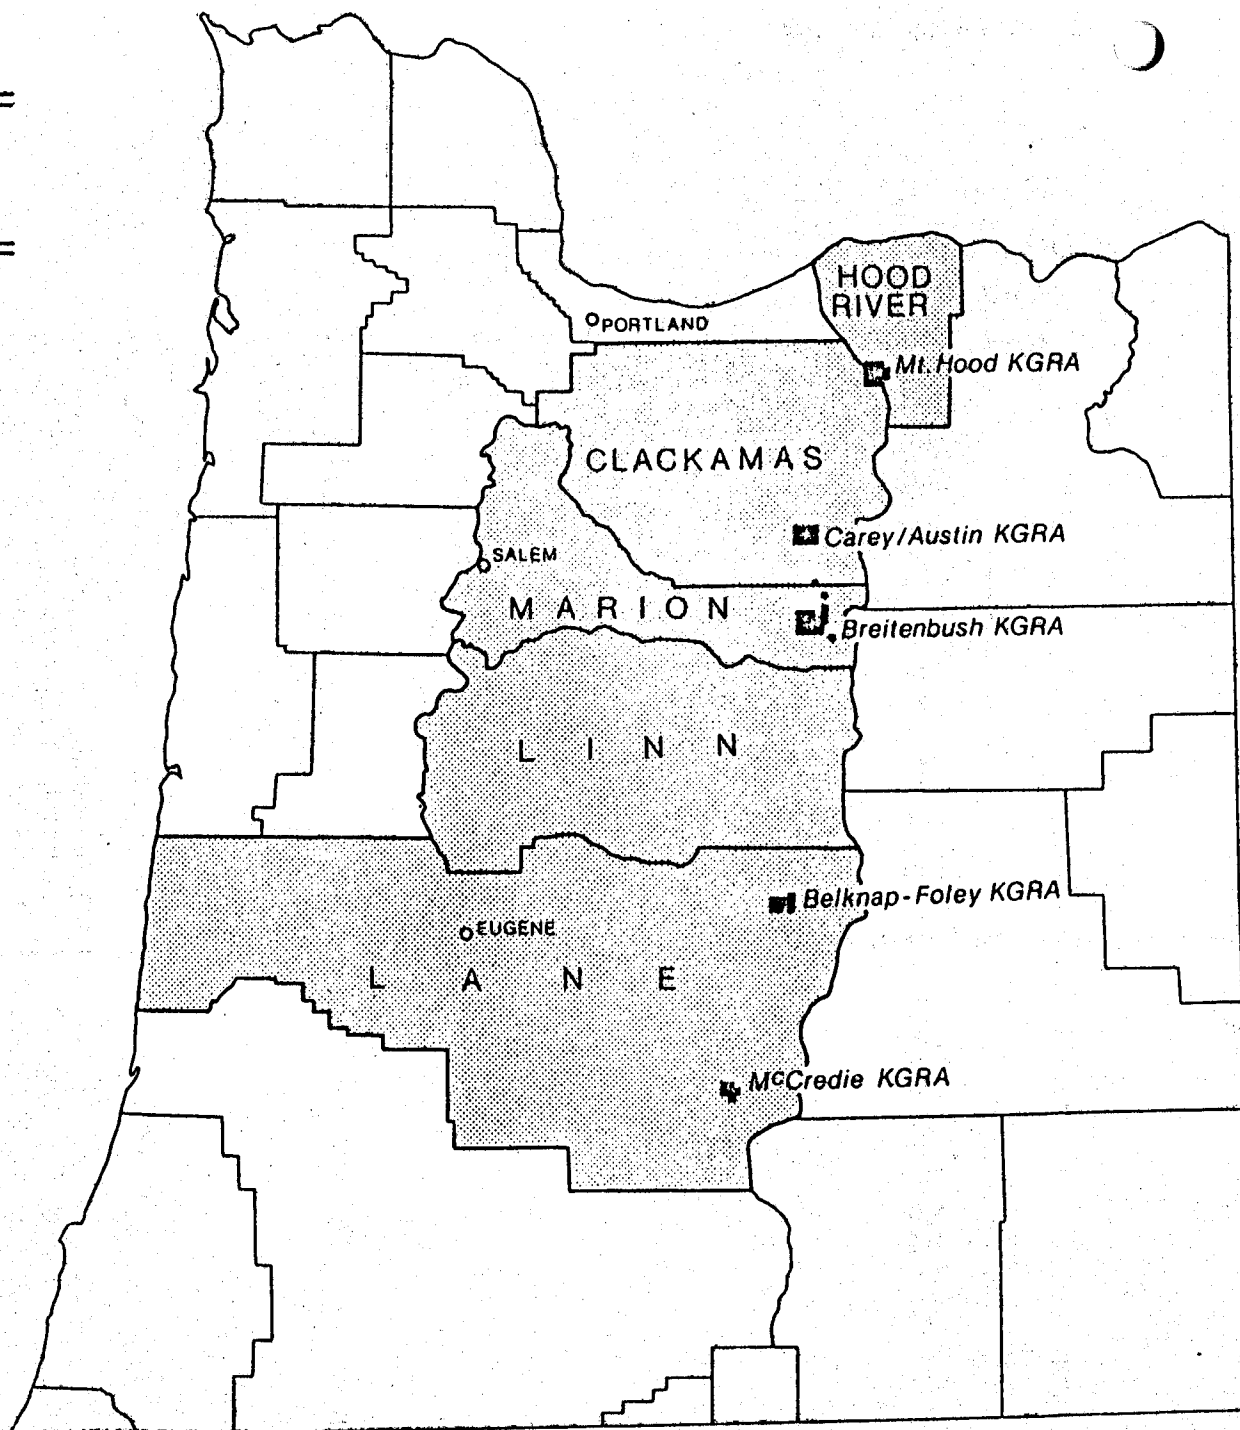 HOOD
RIVER
PORTLAND
Mt. Hood KGRA
CLACKAMAS
Carey/Austin KGRA
SALEM
MARION
Breitenbush KGRA
LINN
Belknap-Foley KGRA
EUGENE
LANE
McCredie KGRA